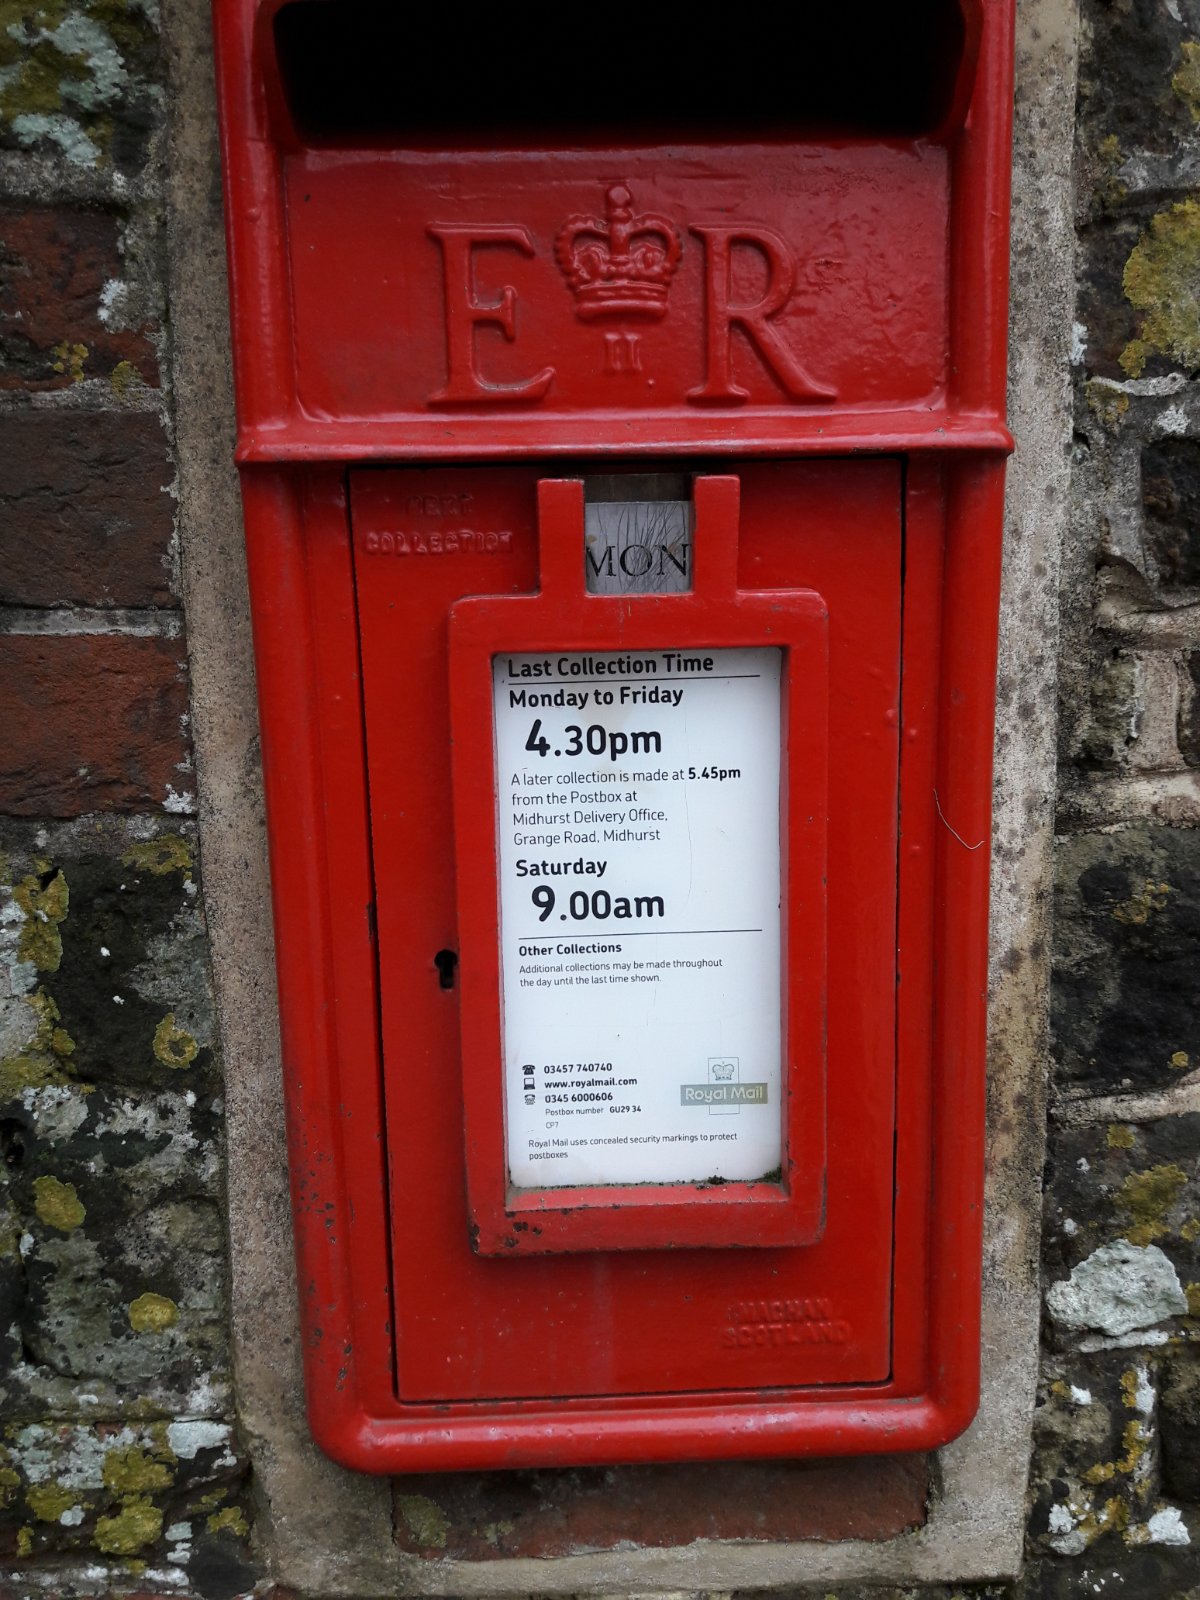 E II R
NEXT
COLLECTION
MON
Last Collection Time
Monday to Friday
4.30pm
A later collection is made at 5.45pm
from the Postbox at
Midhurst Delivery Office,
Grange Road, Midhurst
Saturday
9.00am
Other Collections
Additional collections may be made throughout
the day until the last time shown.
03457 740740
www.royalmail.com
0345 6000606
Postbox number GU29 34
CP7
Royal Mail
Royal Mail uses concealed security markings to protect
postboxes
MACHAN
SCOTLAND